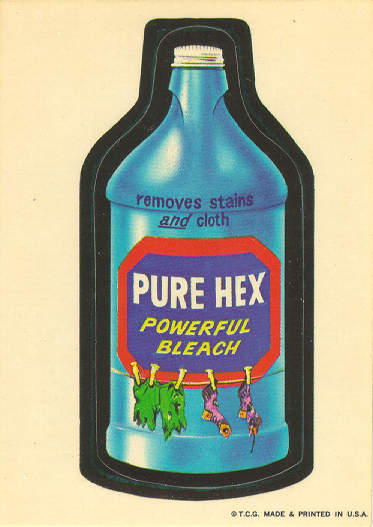 removes stains
and cloth
PURE HEX
POWERFUL
BLEACH
© T.C.G. MADE & PRINTED IN U.S.A.